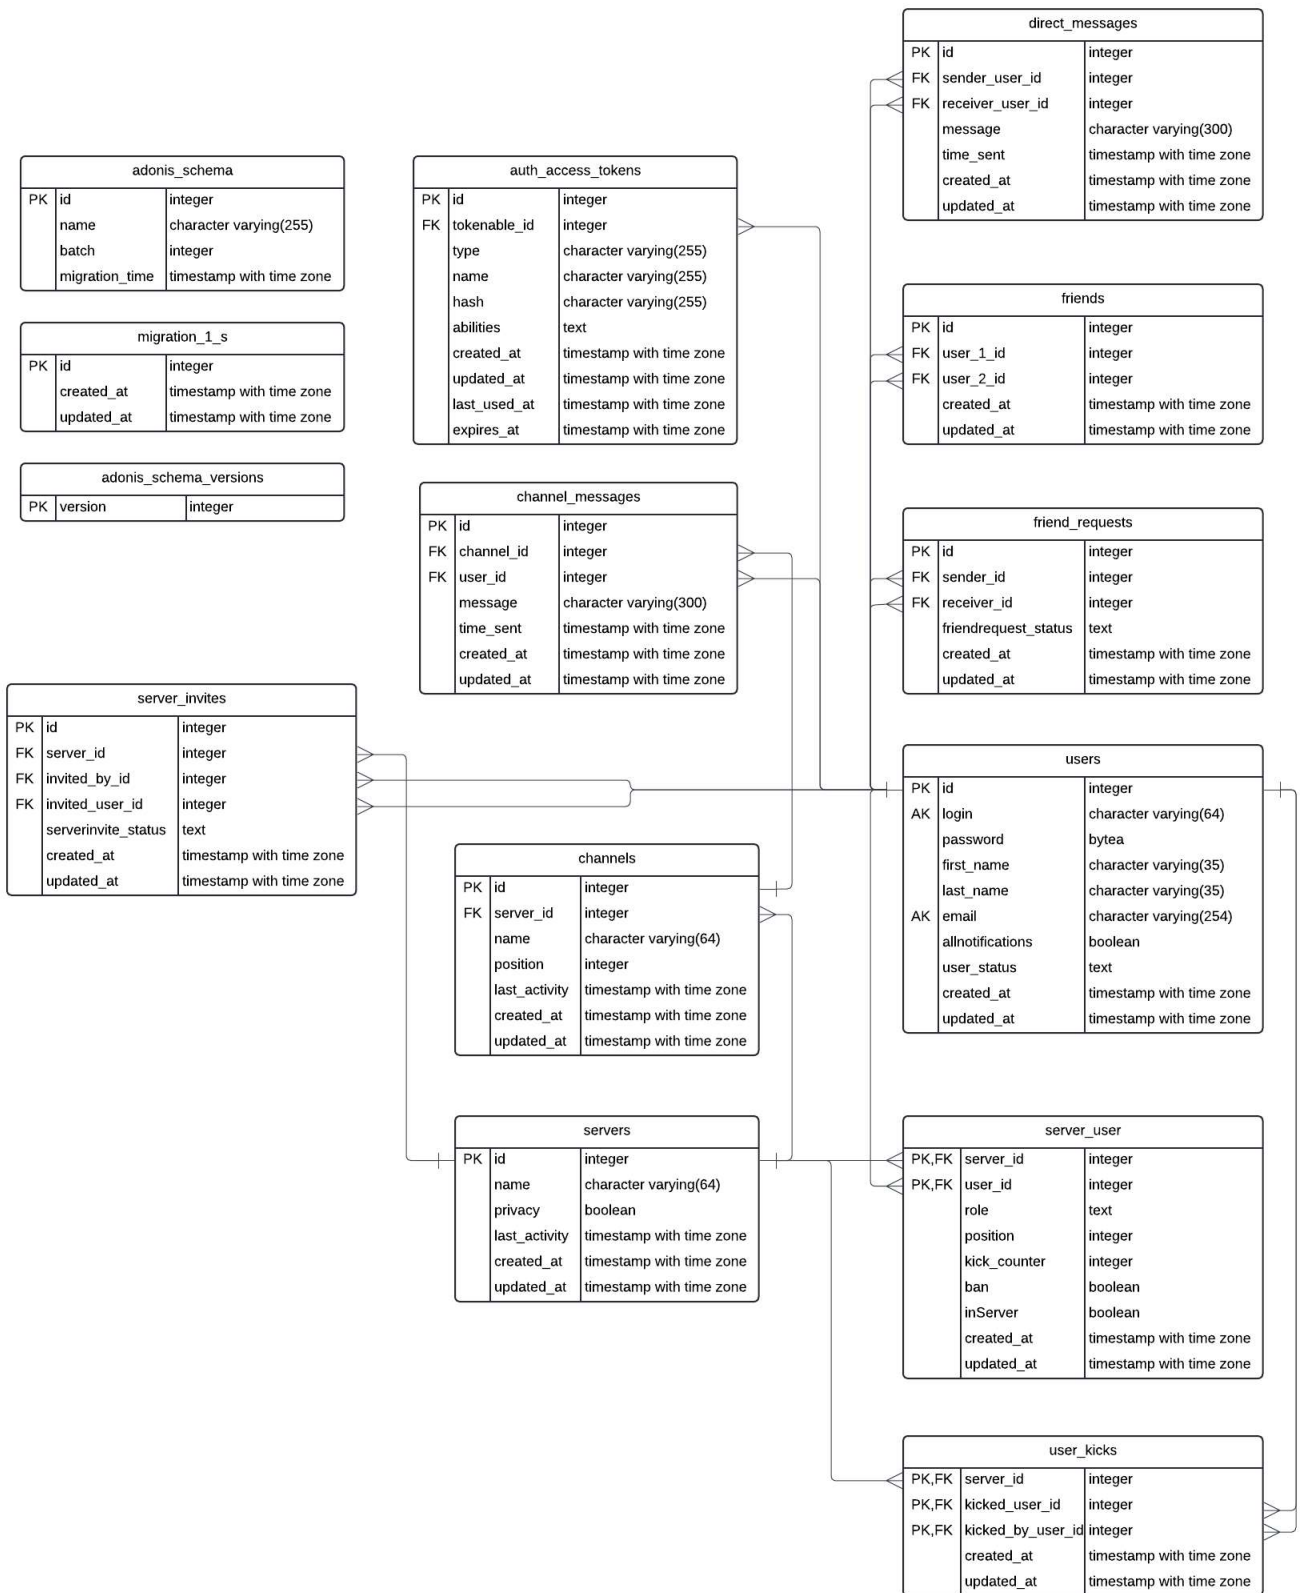 direct_messages
PK id integer
FK sender_user_id integer
FK receiver_user_id integer
message character varying(300)
time_sent timestamp with time zone
created_at timestamp with time zone
updated_at timestamp with time zone
adonis_schema
PK id integer
name character varying(255)
batch integer
migration_time timestamp with time zone
auth_access_tokens
PK id integer
FK tokenable_id integer
type character varying(255)
name character varying(255)
hash character varying(255)
abilities text
created_at timestamp with time zone
updated_at timestamp with time zone
last_used_at timestamp with time zone
expires_at timestamp with time zone
friends
PK id integer
FK user_1_id integer
FK user_2_id integer
created_at timestamp with time zone
updated_at timestamp with time zone
migration_1_s
PK id integer
created_at timestamp with time zone
updated_at timestamp with time zone
adonis_schema_versions
PK version integer
channel_messages
PK id integer
FK channel_id integer
FK user_id integer
message character varying(300)
time_sent timestamp with time zone
created_at timestamp with time zone
updated_at timestamp with time zone
friend_requests
PK id integer
FK sender_id integer
FK receiver_id integer
friendrequest_status text
created_at timestamp with time zone
updated_at timestamp with time zone
server_invites
PK id integer
FK server_id integer
FK invited_by_id integer
FK invited_user_id integer
serverinvite_status text
created_at timestamp with time zone
updated_at timestamp with time zone
users
PK id integer
AK login character varying(64)
password bytea
first_name character varying(35)
last_name character varying(35)
AK email character varying(254)
allnotifications boolean
user_status text
created_at timestamp with time zone
updated_at timestamp with time zone
channels
PK id integer
FK server_id integer
name character varying(64)
position integer
last_activity timestamp with time zone
created_at timestamp with time zone
updated_at timestamp with time zone
servers
PK id integer
name character varying(64)
privacy boolean
last_activity timestamp with time zone
created_at timestamp with time zone
updated_at timestamp with time zone
server_user
PK,FK server_id integer
PK,FK user_id integer
role text
position integer
kick_counter integer
ban boolean
inServer boolean
created_at timestamp with time zone
updated_at timestamp with time zone
user_kicks
PK,FK server_id integer
PK,FK kicked_user_id integer
PK,FK kicked_by_user_id integer
created_at timestamp with time zone
updated_at timestamp with time zone